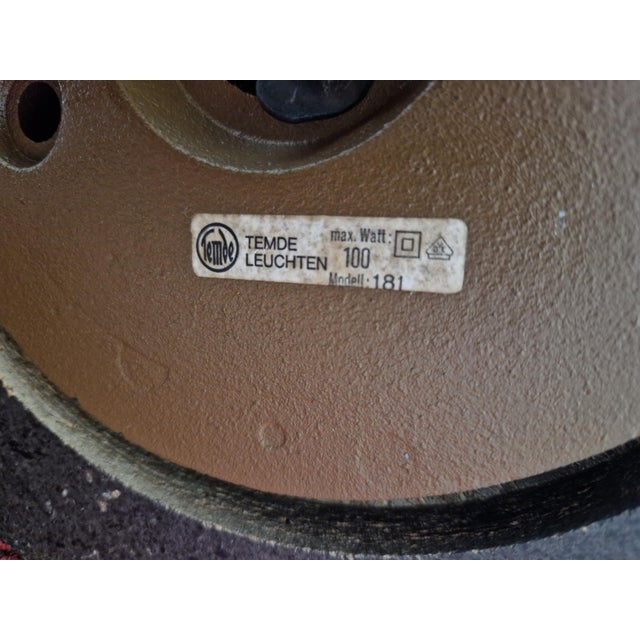 Temde
TEMDE
LEUCHTEN
max. Watt:
100
Modell: 181